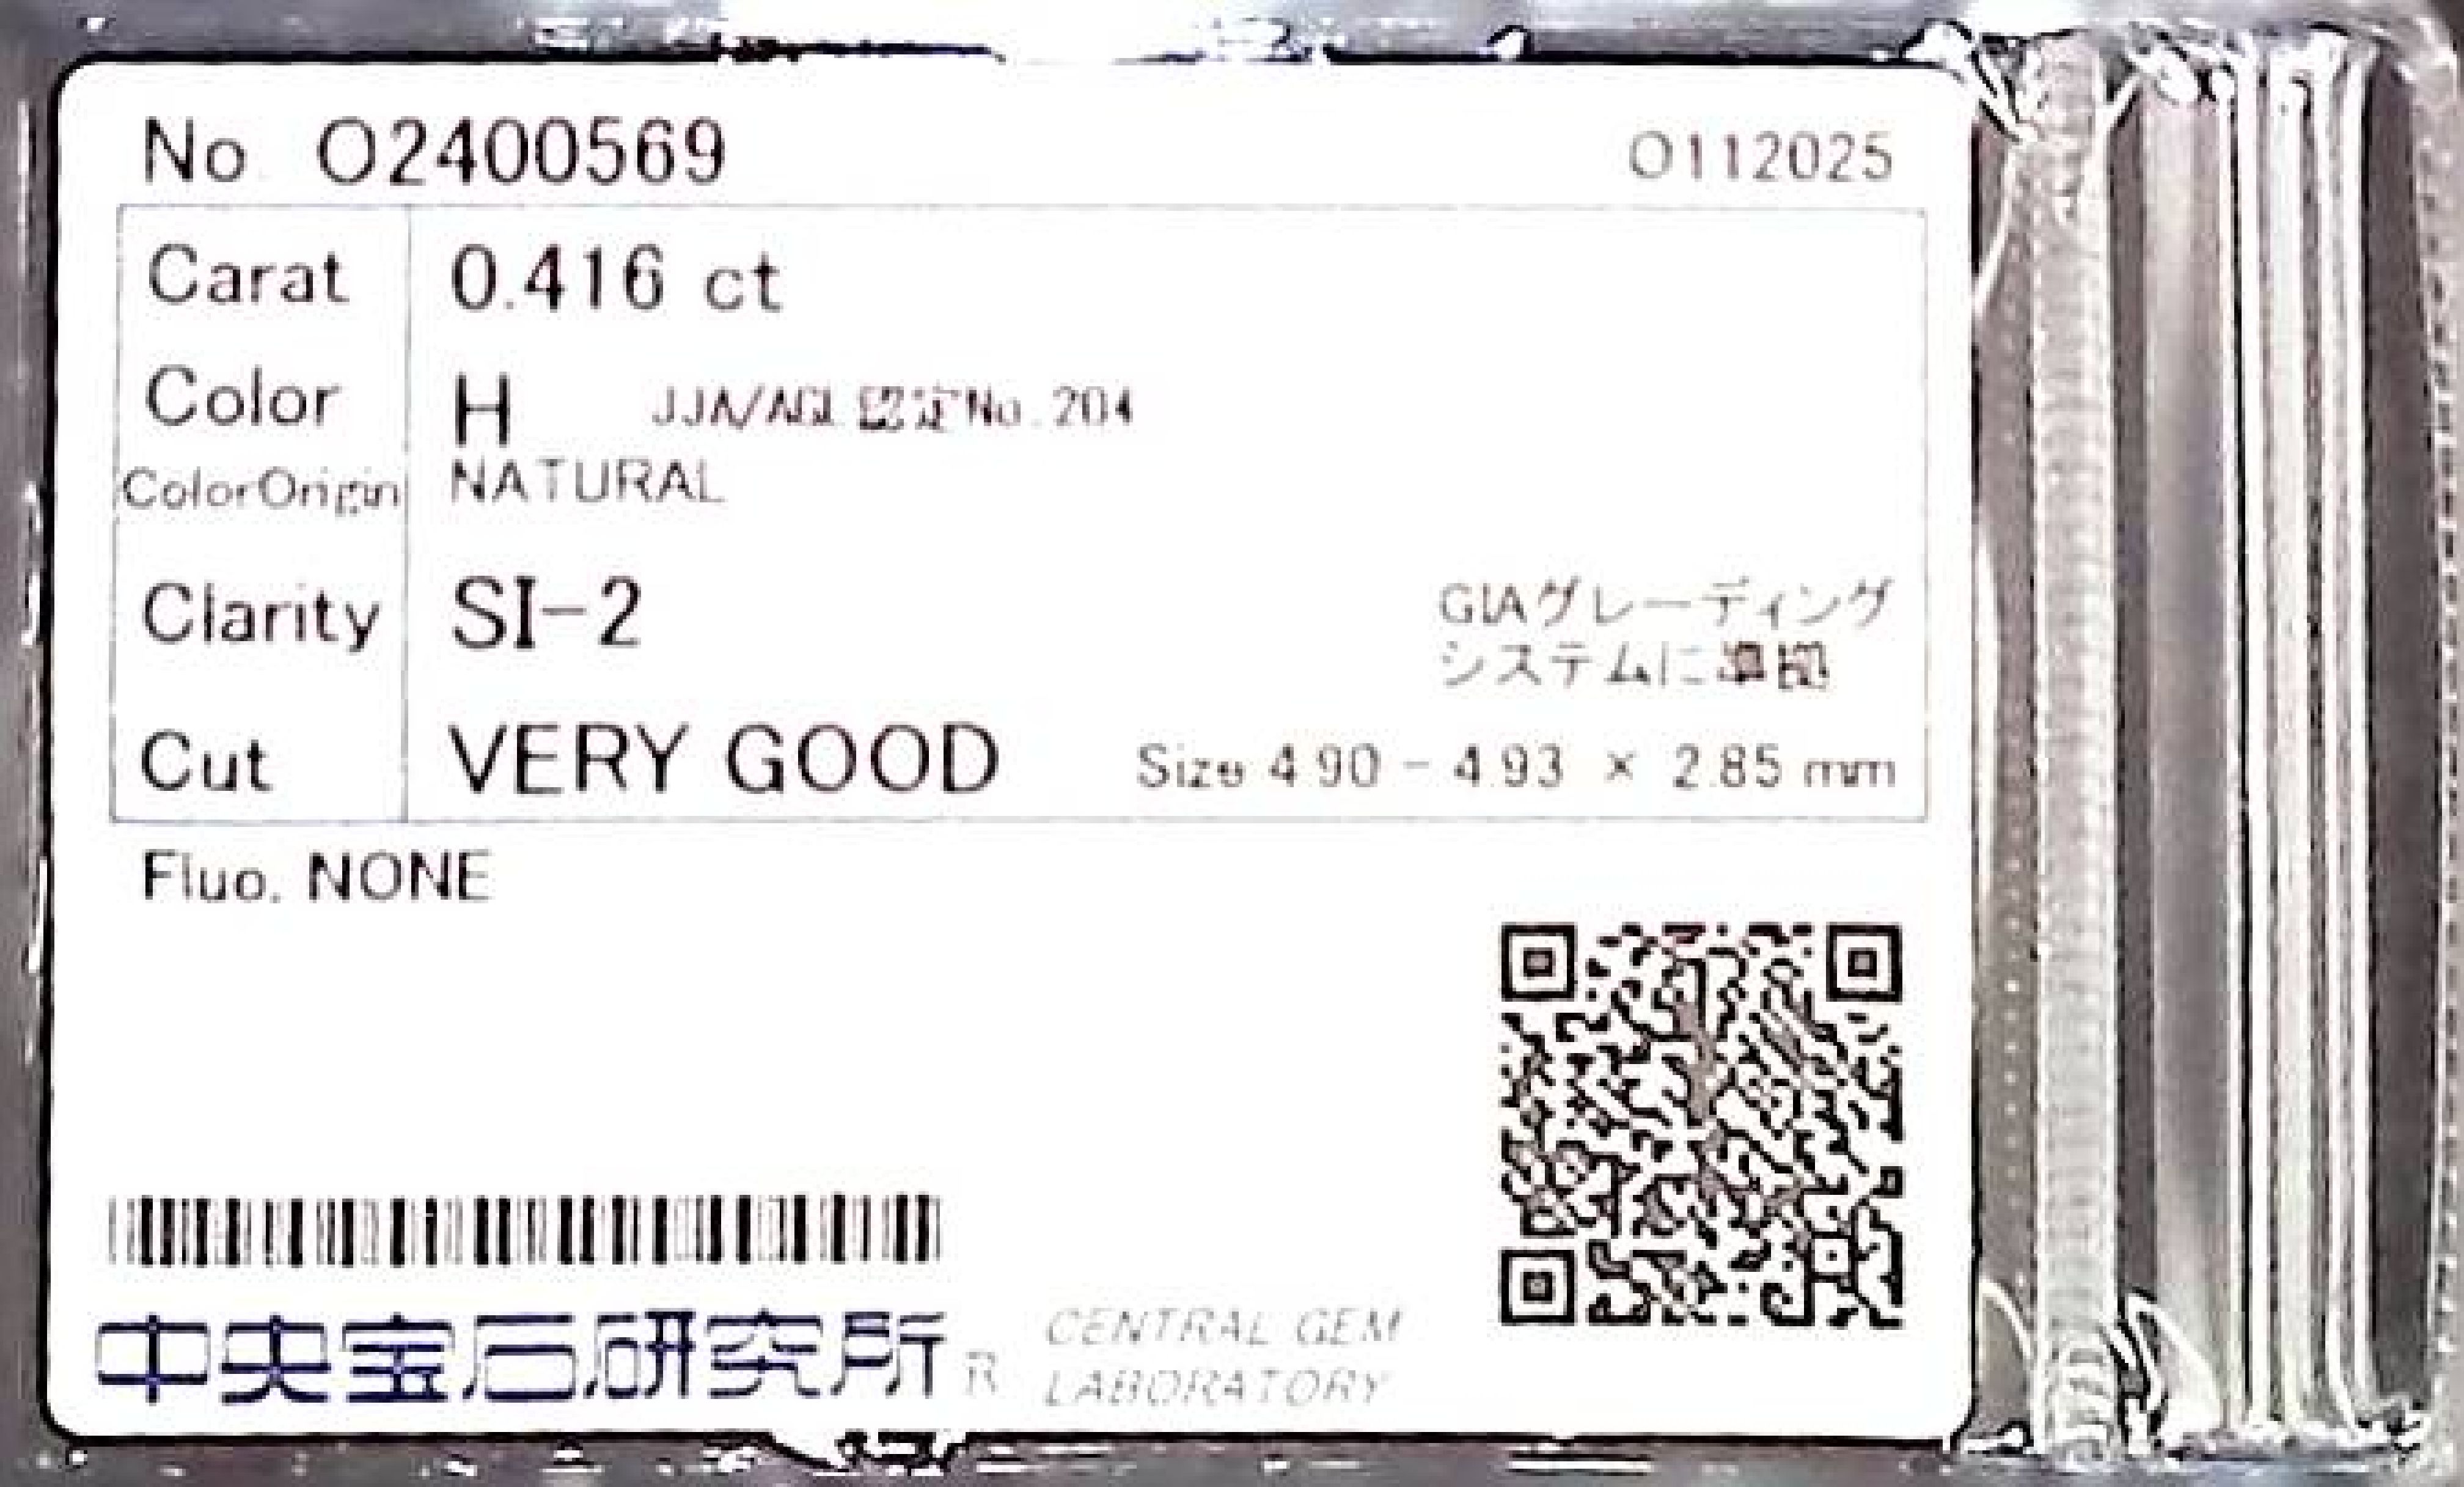 No. O2400569 O112025
Carat 0.416 ct
Color H JJA/AGL認定No.204
ColorOrigin NATURAL
Clarity SI-2
GIAグレーディング
システムに準拠
Cut VERY GOOD Size 4.90 - 4.93 × 2.85 mm
Fluo. NONE
中央宝石研究所 R
CENTRAL GEM
LABORATORY